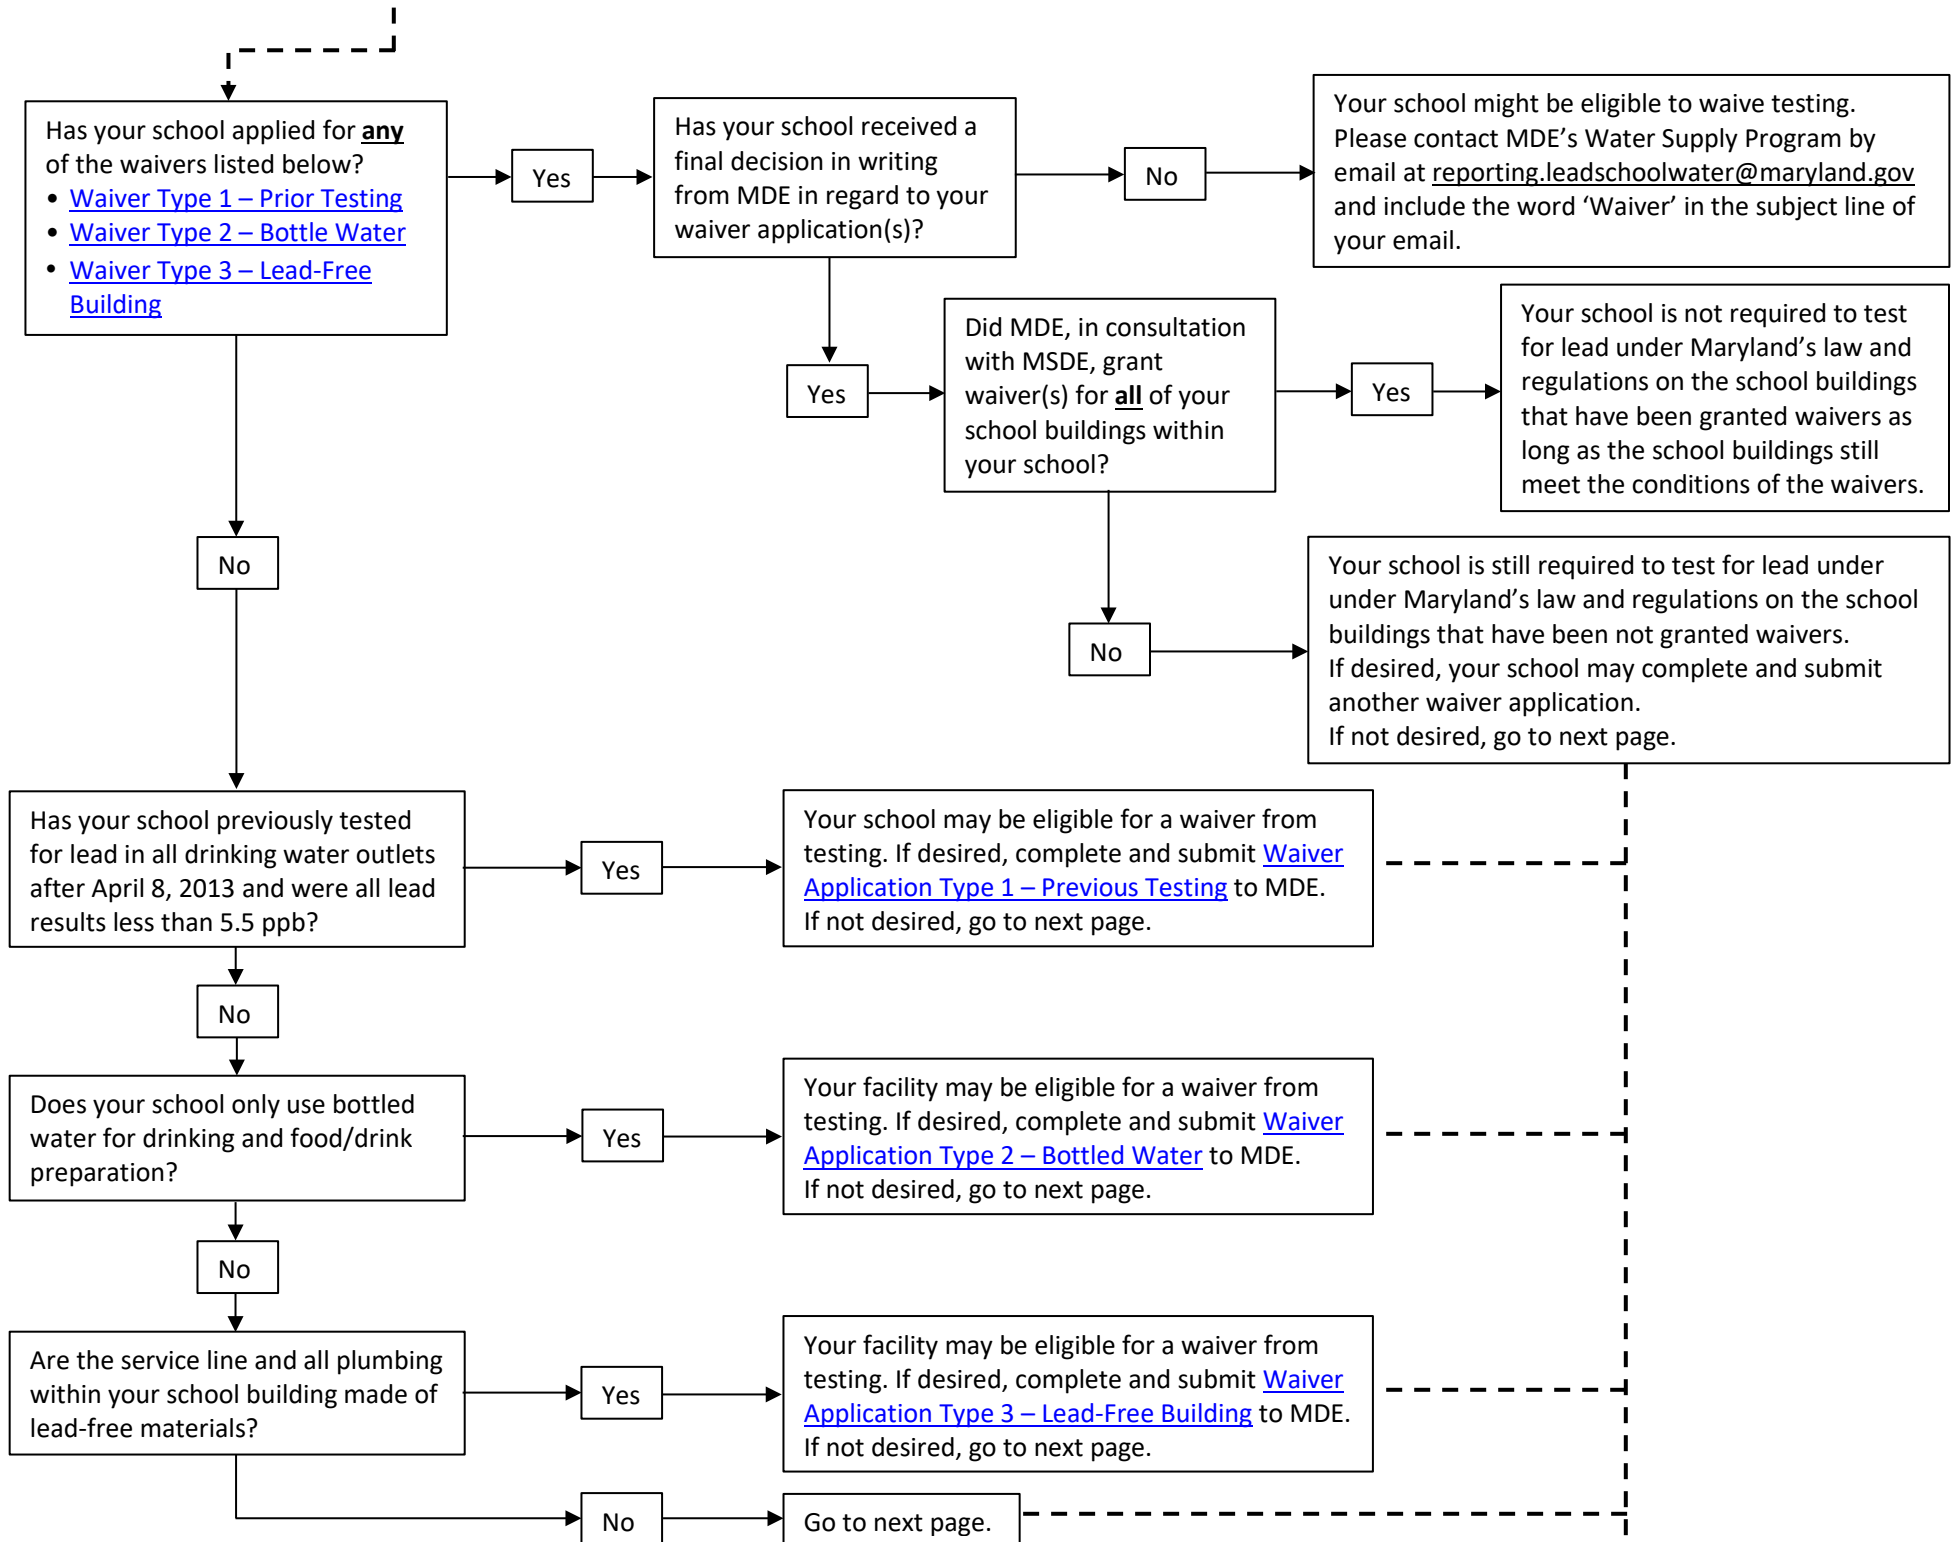 Has your school applied for any
of the waivers listed below?
• Waiver Type 1 – Prior Testing
• Waiver Type 2 – Bottle Water
• Waiver Type 3 – Lead-Free
Building
Yes
Has your school received a
final decision in writing
from MDE in regard to your
waiver application(s)?
No
Your school might be eligible to waive testing.
Please contact MDE’s Water Supply Program by
email at reporting.leadschoolwater@maryland.gov
and include the word ‘Waiver’ in the subject line of
your email.
Yes
Did MDE, in consultation
with MSDE, grant
waiver(s) for all of your
school buildings within
your school?
Yes
Your school is not required to test
for lead under Maryland’s law and
regulations on the school buildings
that have been granted waivers as
long as the school buildings still
meet the conditions of the waivers.
No
No
Your school is still required to test for lead under
under Maryland’s law and regulations on the school
buildings that have been not granted waivers.
If desired, your school may complete and submit
another waiver application.
If not desired, go to next page.
Has your school previously tested
for lead in all drinking water outlets
after April 8, 2013 and were all lead
results less than 5.5 ppb?
Yes
Your school may be eligible for a waiver from
testing. If desired, complete and submit Waiver
Application Type 1 – Previous Testing to MDE.
If not desired, go to next page.
No
Does your school only use bottled
water for drinking and food/drink
preparation?
Yes
Your facility may be eligible for a waiver from
testing. If desired, complete and submit Waiver
Application Type 2 – Bottled Water to MDE.
If not desired, go to next page.
No
Are the service line and all plumbing
within your school building made of
lead-free materials?
Yes
Your facility may be eligible for a waiver from
testing. If desired, complete and submit Waiver
Application Type 3 – Lead-Free Building to MDE.
If not desired, go to next page.
No
Go to next page.